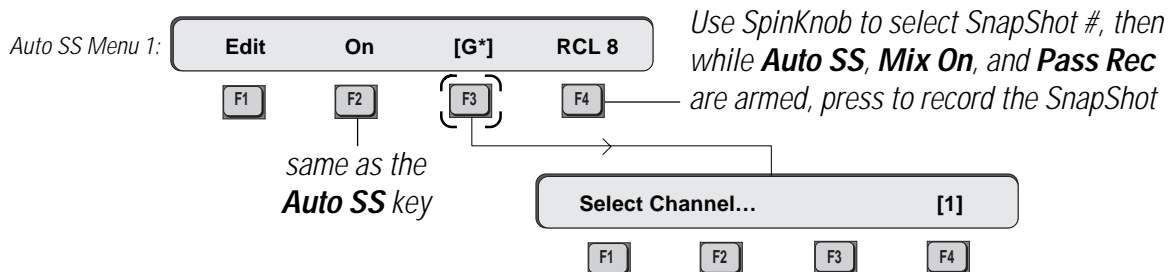 Auto SS Menu 1:
Edit On [G*] RCL 8
F1 F2 F3 F4
Use SpinKnob to select SnapShot #, then
while Auto SS, Mix On, and Pass Rec
are armed, press to record the SnapShot
same as the
Auto SS key
Select Channel… [1]
F1 F2 F3 F4